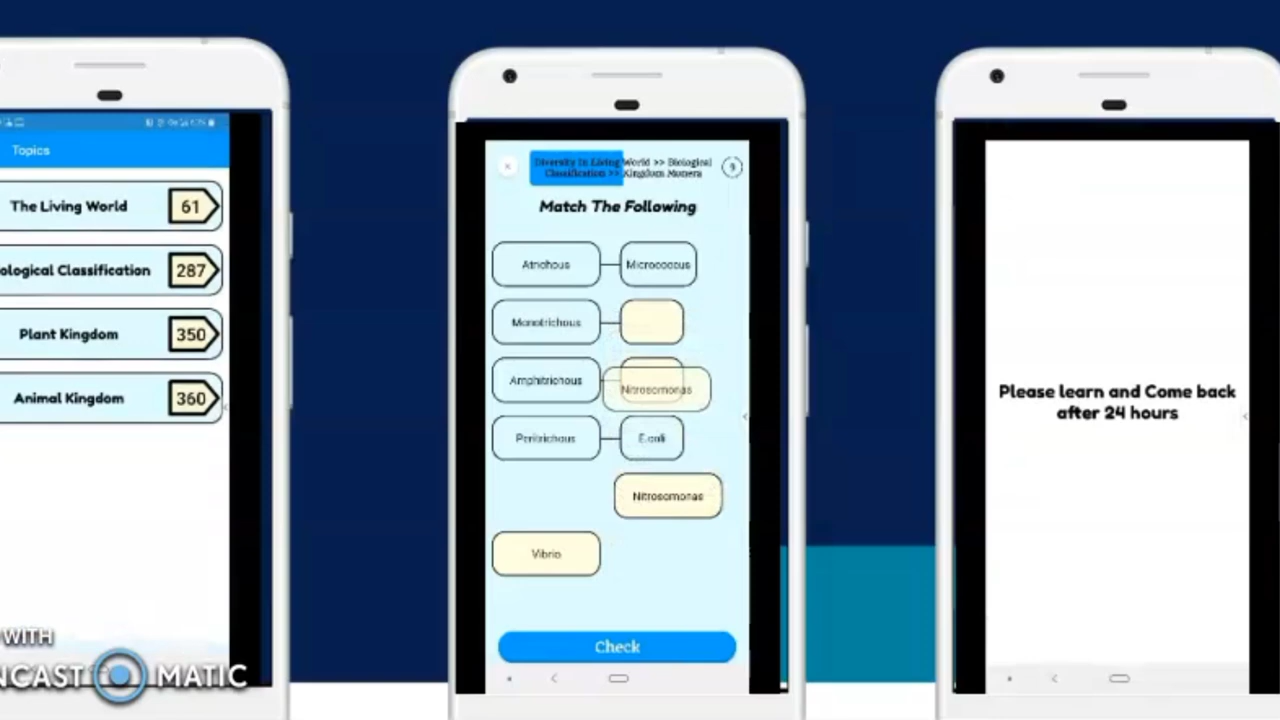 Topics
The Living World
61
ological Classification
287
Plant Kingdom
350
Animal Kingdom
360
WITH
NCAST MATIC
Diversity In Living World >> Biological
Classification >> Kingdom Monera
9
Match The Following
Atrichous
Micrococcus
Monotrichous
Amphitrichous
Nitrosomonas
Peritrichous
E.coli
Nitrosomonas
Vibrio
Check
Please learn and Come back
after 24 hours